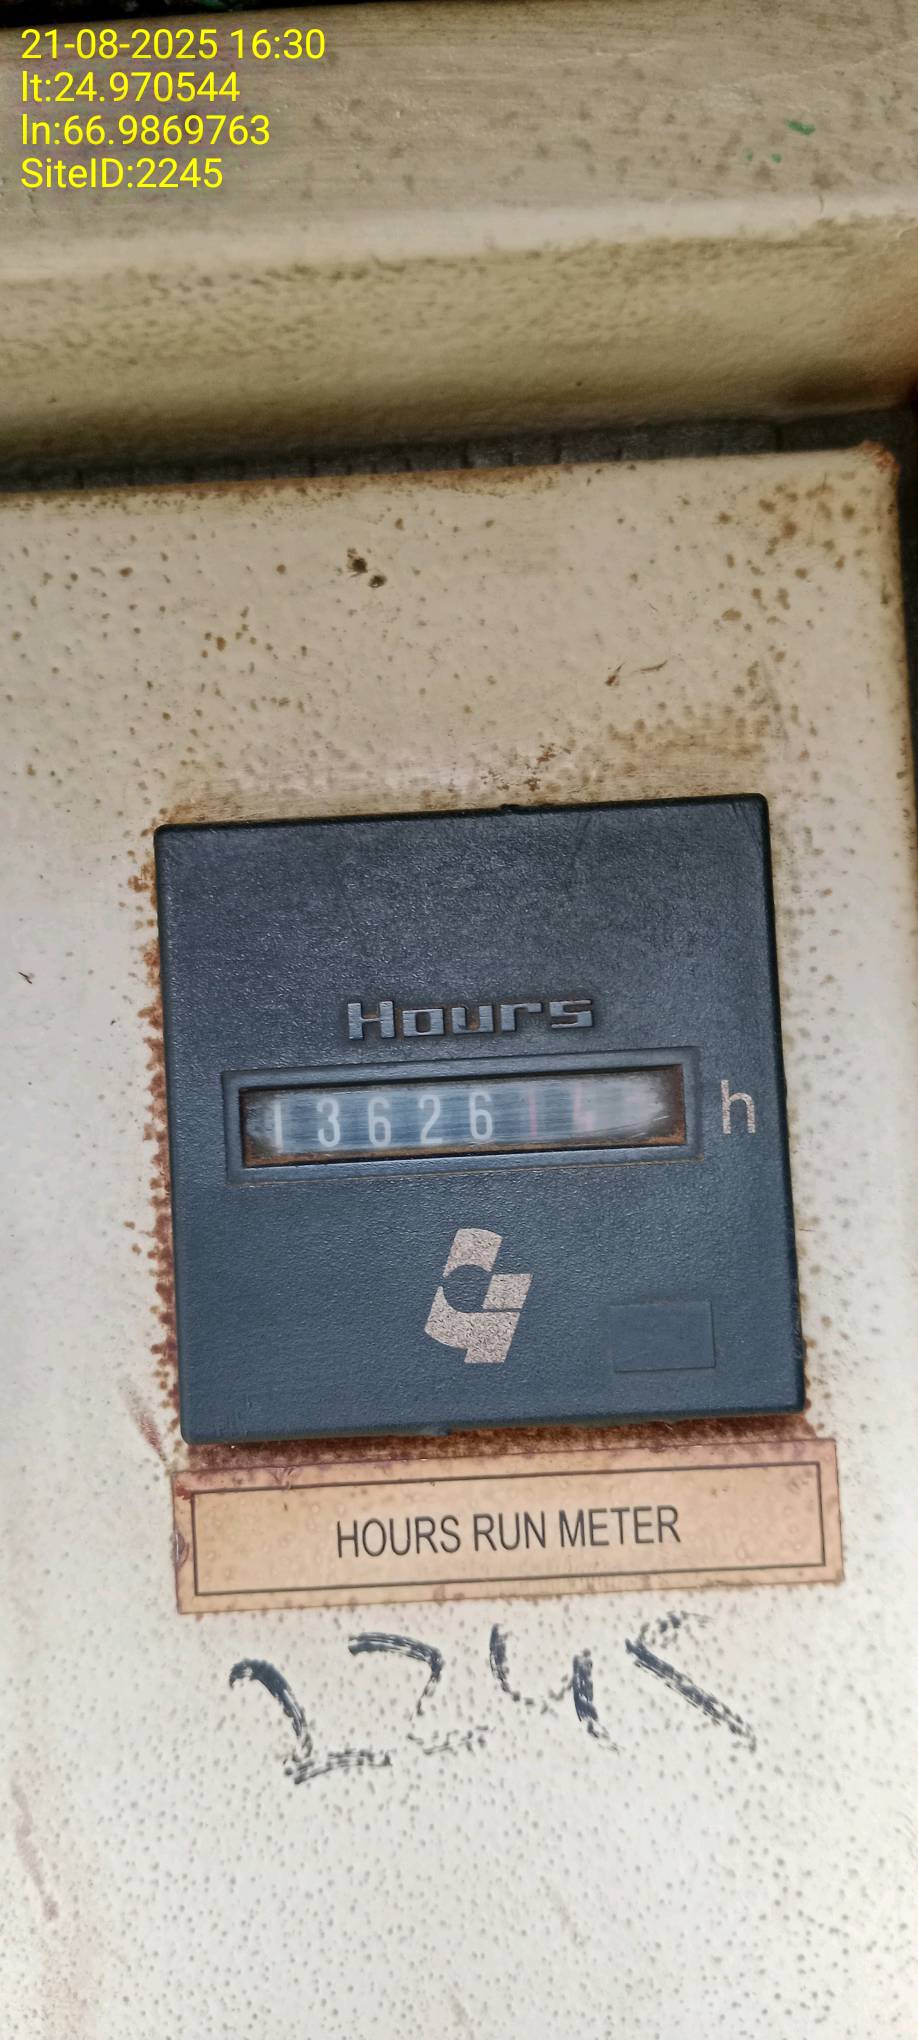 21-08-2025 16:30
lt:24.970544
ln:66.9869763
SiteID:2245
Hours
13626 h
HOURS RUN METER
2245